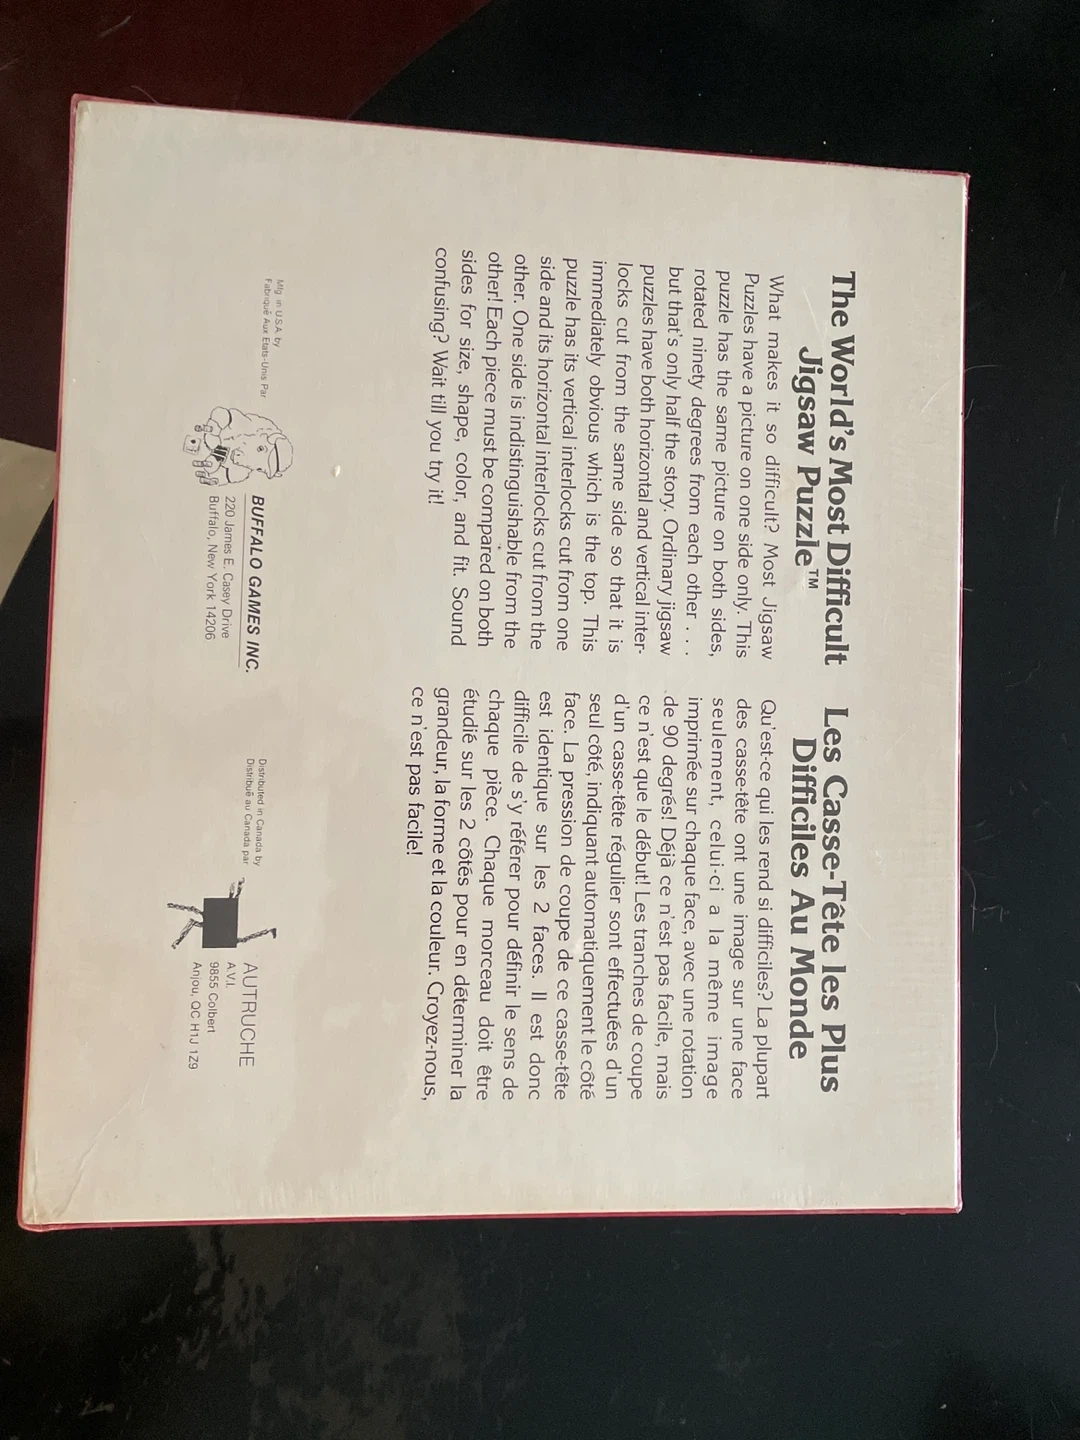 The World's Most Difficult
Jigsaw Puzzle™
What makes it so difficult? Most Jigsaw
Puzzles have a picture on one side only. This
puzzle has the same picture on both sides,
rotated ninety degrees from each other . . .
but that's only half the story. Ordinary jigsaw
puzzles have both horizontal and vertical inter-
locks cut from the same side so that it is
immediately obvious which is the top. This
puzzle has its vertical interlocks cut from one
side and its horizontal interlocks cut from the
other. One side is indistinguishable from the
other! Each piece must be compared on both
sides for size, shape, color, and fit. Sound
confusing? Wait till you try it!
Les Casse-Tête les Plus
Difficiles Au Monde
Qu'est-ce qui les rend si difficiles? La plupart
des casse-tête ont une image sur une face
seulement, celui-ci a la même image
imprimée sur chaque face, avec une rotation
de 90 degrés! Déjà ce n'est pas facile, mais
ce n'est que le début! Les tranches de coupe
d'un casse-tête régulier sont effectuées d'un
seul côté, indiquant automatiquement le côté
face. La pression de coupe de ce casse-tête
est identique sur les 2 faces. Il est donc
difficile de s'y référer pour définir le sens de
chaque pièce. Chaque morceau doit être
étudié sur les 2 côtés pour en déterminer la
grandeur, la forme et la couleur. Croyez-nous,
ce n'est pas facile!
Mfg. in U.S.A. by
Fabriqué Aux Etats-Unis Par
BUFFALO GAMES INC.
220 James E. Casey Drive
Buffalo, New York 14206
Distributed in Canada by
Distribué au Canada par
AUTRUCHE
A.V.I.
9855 Colbert
Anjou, QC H1J 1Z9